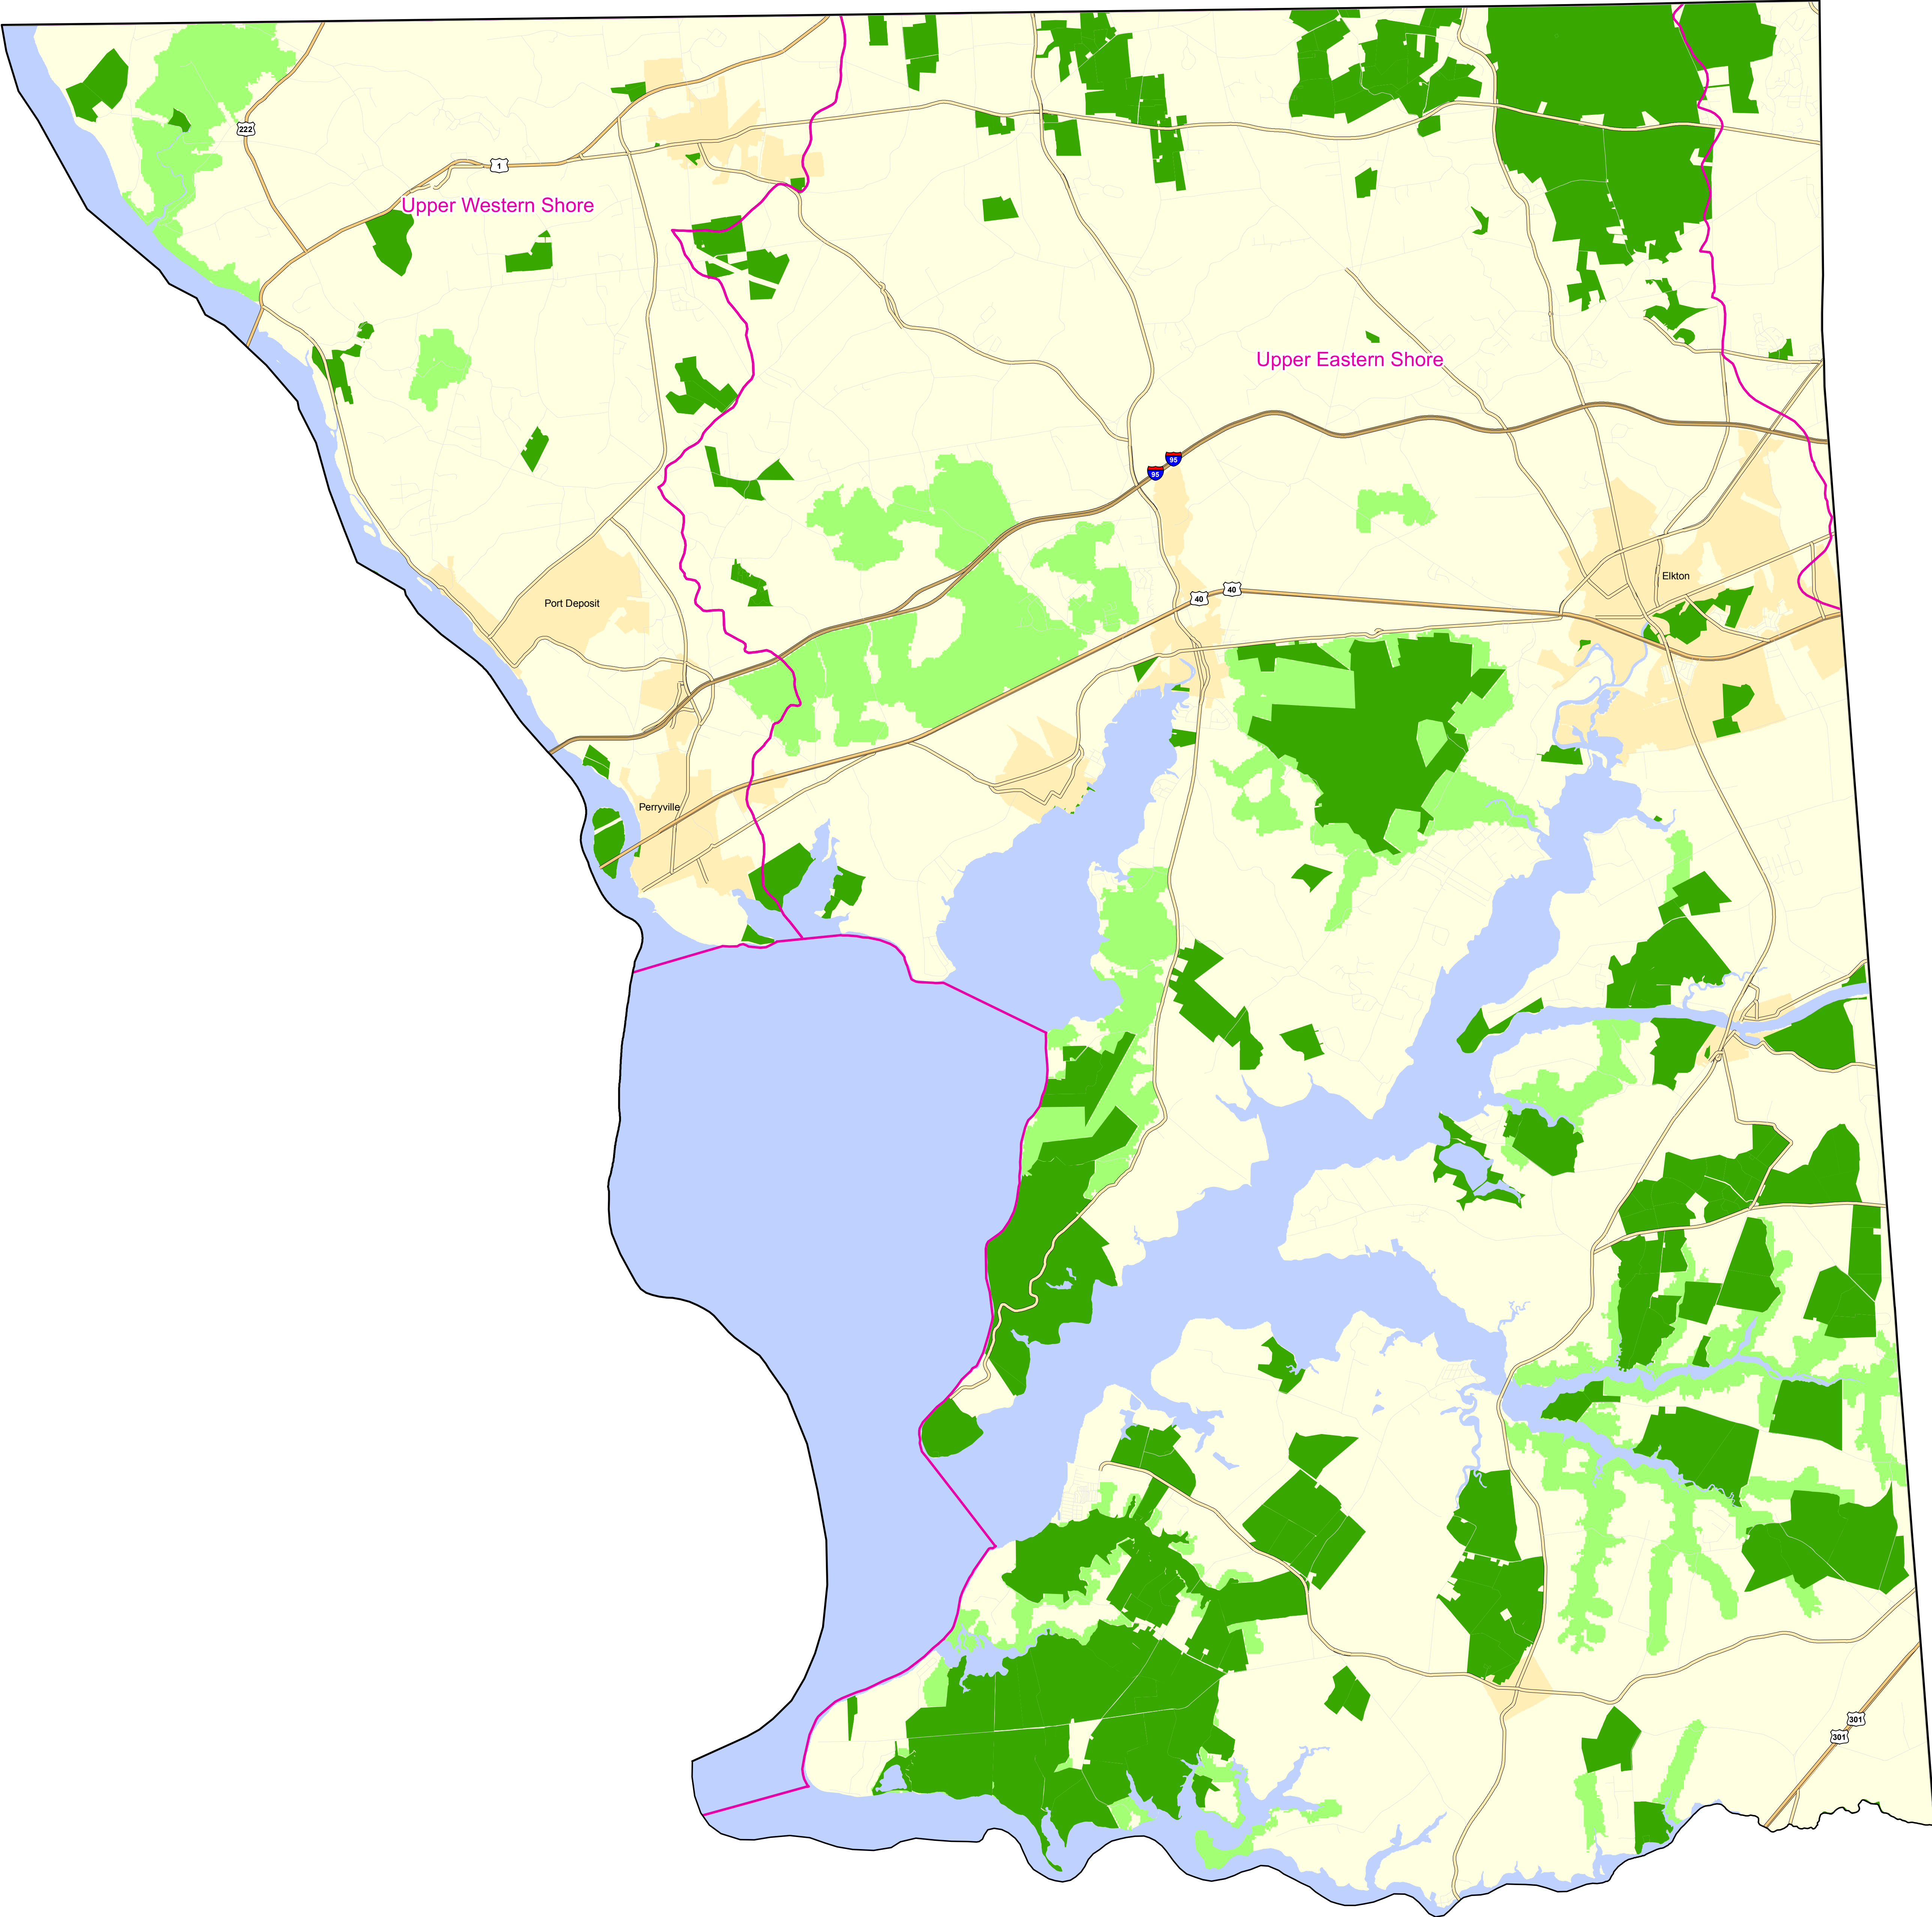 222
1
Upper Western Shore
Upper Eastern Shore
95
95
Elkton
40
40
Port Deposit
Perryville
301
301